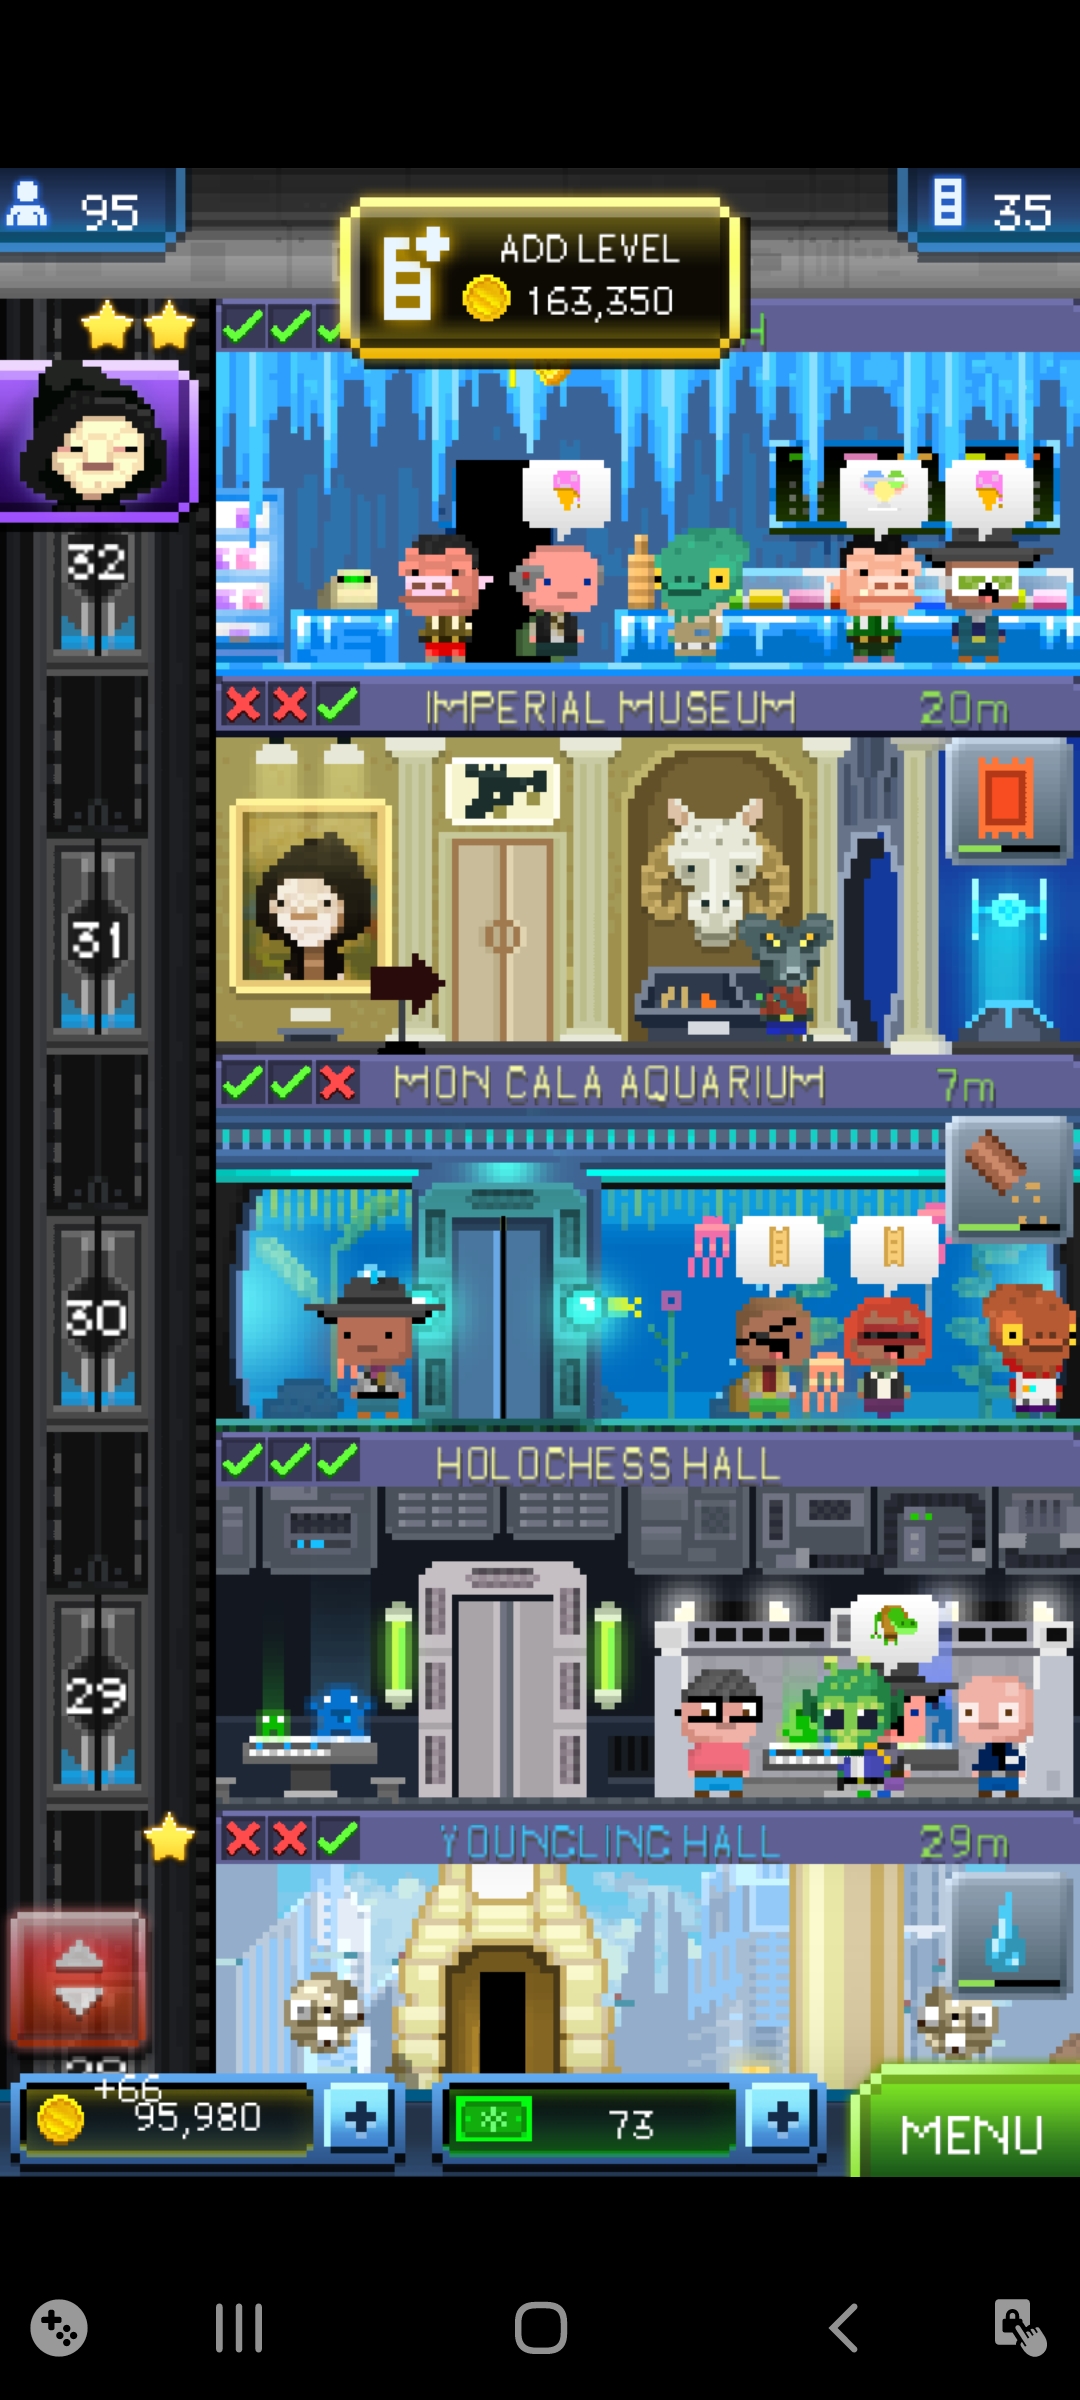 95
ADD LEVEL
163,350
35
H
32
IMPERIAL MUSEUM
20m
31
MON CALA AQUARIUM
7m
30
HOLOCHESS HALL
29
YOUNGLING HALL
29m
+66
95,980
73
MENU